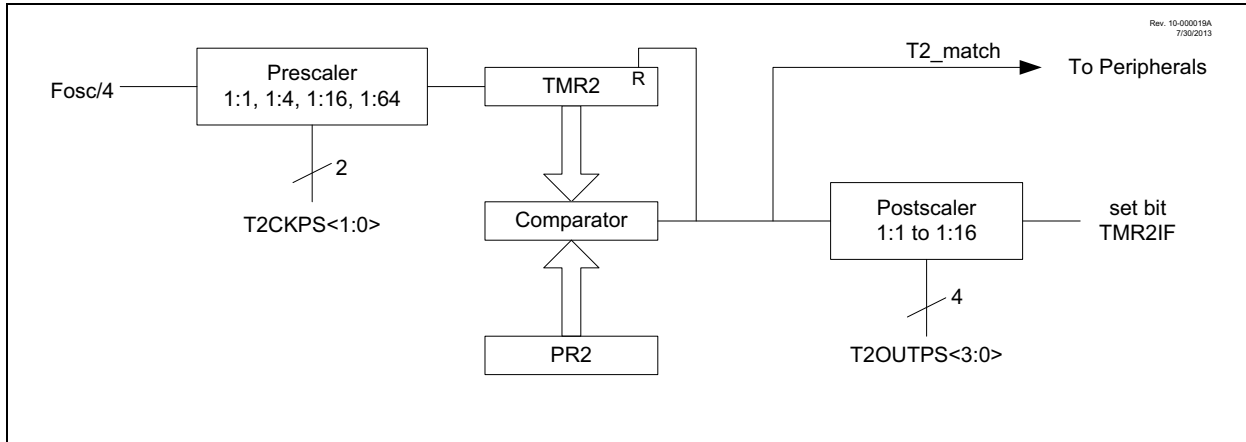 Rev. 10-000019A
7/30/2013
T2_match
To Peripherals
Fosc/4
Prescaler
1:1, 1:4, 1:16, 1:64
TMR2
R
2
T2CKPS<1:0>
Comparator
Postscaler
1:1 to 1:16
set bit
TMR2IF
4
PR2
T2OUTPS<3:0>